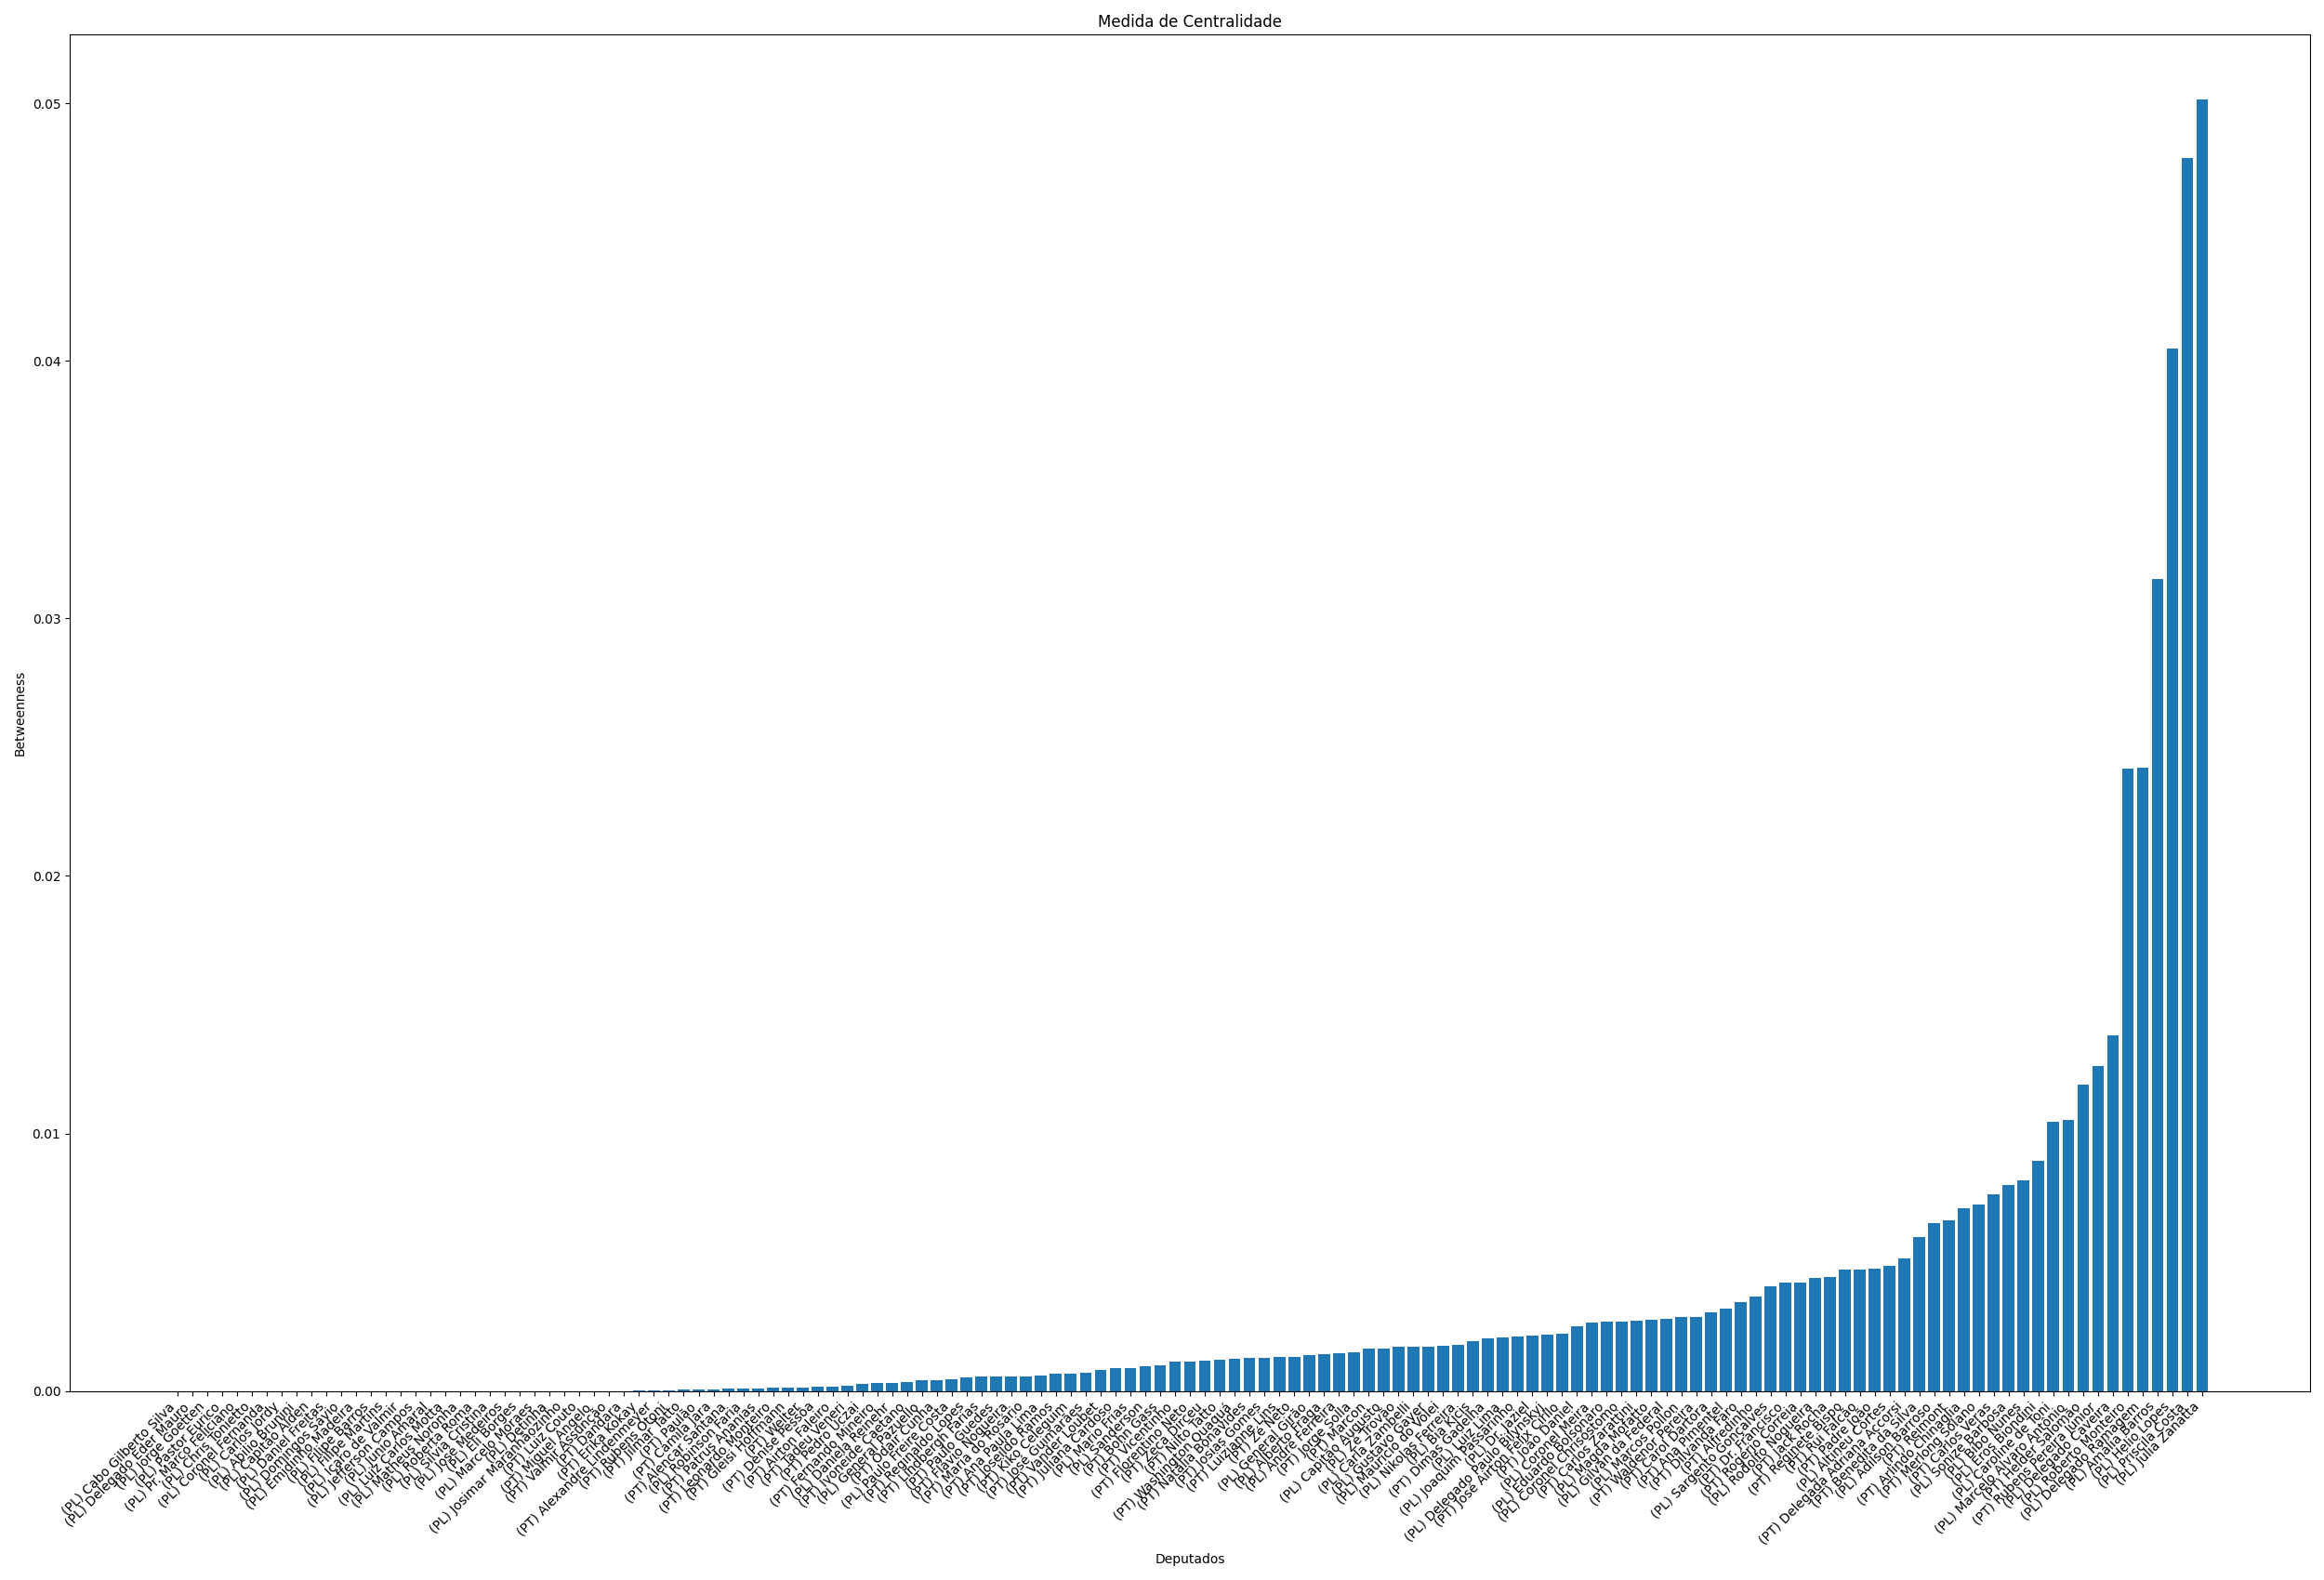 Medida de Centralidade
Betweenness
0.05
0.04
0.03
0.02
0.01
0.00
(PL) Cabo Gilberto Silva
(PL) Delegado Éder Mauro
(PL) Jorge Goetten
(PL) Pastor Eurico
(PL) Pr. Marco Feliciano
(PL) Chris Tonietto
(PL) Coronel Fernanda
(PL) Carlos Jordy
(PL) Abilio Brunini
(PL) Capitão Alden
(PL) Daniel Freitas
(PL) Domingos Sávio
(PL) Emidinho Madeira
(PL) Filipe Barros
(PL) Filipe Martins
(PL) Icaro de Valmir
(PL) Jefferson Campos
(PL) Junio Amaral
(PL) Luiz Carlos Motta
(PL) Matheus Noronha
(PL) Roberta Roma
(PL) Silvia Cristina
(PL) José Medeiros
(PL) Eli Borges
(PL) Marcelo Moraes
(PL) Detinha
(PL) Josimar Maranhãozinho
(PT) Luiz Couto
(PT) Miguel Ângelo
(PT) Valmir Assunção
(PT) Dandara
(PT) Erika Kokay
(PT) Alexandre Lindenmeyer
(PT) Rubens Otoni
(PT) Jilmar Tatto
(PT) Paulão
(PT) Camila Jara
(PT) Alencar Santana
(PL) Robinson Faria
(PT) Patrus Ananias
(PT) Leonardo Monteiro
(PT) Gleisi Hoffmann
(PT) Welter
(PT) Denise Pessôa
(PT) Airton Faleiro
(PT) Tadeu Veneri
(PT) Pedro Uczai
(PT) Fernando Mineiro
(PL) Daniela Reinehr
(PT) Ivoneide Caetano
(PL) General Pazuello
(PT) Odair Cunha
(PL) Paulo Freire Costa
(PT) Reginaldo Lopes
(PT) Lindbergh Farias
(PT) Paulo Guedes
(PT) Flávio Nogueira
(PT) Maria do Rosário
(PT) Ana Paula Lima
(PT) Josenildo Ramos
(PT) Kiko Celeguim
(PT) José Guimarães
(PT) Vander Loubet
(PT) Juliana Cardoso
(PL) Mario Frias
(PL) Sanderson
(PT) Bohn Gass
(PT) Vicentinho
(PT) Florentino Neto
(PT) Zeca Dirceu
(PT) Nilto Tatto
(PT) Washington Quaquá
(PT) Natália Bonavides
(PT) Josias Gomes
(PT) Luizianne Lins
(PT) Zé Neto
(PL) General Girão
(PL) Alberto Fraga
(PL) André Ferreira
(PT) Jorge Solla
(PT) Marcon
(PL) Capitão Augusto
(PL) Zé Trovão
(PL) Carla Zambelli
(PL) Gustavo Gayer
(PL) Maurício do Vôlei
(PL) Nikolas Ferreira
(PL) Bia Kicis
(PT) Dimas Gadelha
(PL) Luiz Lima
(PL) Joaquim Passarinho
(PL) Dr. Jaziel
(PL) Delegado Paulo Bilynskyj
(PT) José Airton Félix Cirilo
(PT) João Daniel
(PL) Coronel Meira
(PL) Eduardo Bolsonaro
(PL) Coronel Chrisóstomo
(PT) Carlos Zarattini
(PL) Magda Mofatto
(PL) Gilvan da Federal
(PL) Marcos Pollon
(PT) Waldenor Pereira
(PT) Carol Dartora
(PT) Ana Pimentel
(PT) Dilvanda Faro
(PT) Alfredinho
(PL) Sargento Gonçalves
(PT) Dr. Francisco
(PT) Rogério Correia
(PL) Rodolfo Nogueira
(PT) Jack Rocha
(PT) Reginete Bispo
(PT) Rui Falcão
(PT) Padre João
(PL) Altineu Côrtes
(PT) Delegada Adriana Accorsi
(PT) Benedita da Silva
(PL) Adilson Barroso
(PT) Reimont
(PT) Arlindo Chinaglia
(PT) Merlong Solano
(PT) Carlos Veras
(PL) Soraya Barbosa
(PL) Bibo Nunes
(PL) Eros Biondini
(PL) Caroline de Toni
(PL) Marcelo Álvaro Antônio
(PT) Helder Salomão
(PT) Rubens Pereira Júnior
(PL) Delegado Caveira
(PL) Roberto Monteiro
(PL) Delegado Ramagem
(PL) Amália Barros
(PL) Helio Lopes
(PL) Priscila Costa
(PL) Julia Zanatta
Deputados